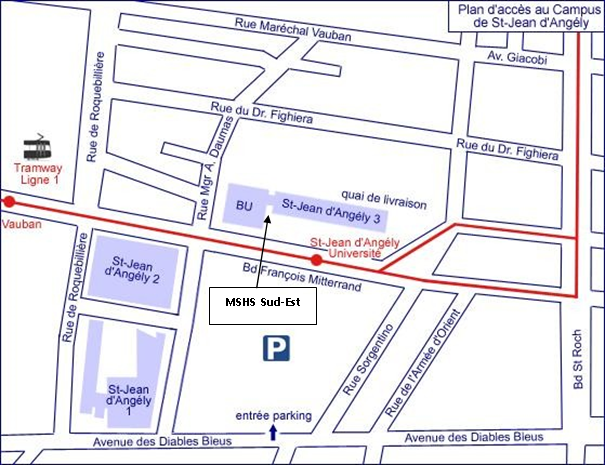 Plan d'accès au Campus
de St-Jean d'Angély
Rue Maréchal Vauban
Av. Giacobi
Rue de Roquebillière
Rue du Dr. Fighiera
Rue du Dr. Fighiera
Rue Mgr A. Daumas
Tramway
Ligne 1
Vauban
quai de livraison
BU
St-Jean d'Angély 3
St-Jean d'Angély
Université
Bd François Mitterrand
St-Jean
d'Angély 2
MSHS Sud-Est
Rue de Roquebillière
P
Rue Sorgentino
Rue de l'Armée d'Orient
Bd St Roch
St-Jean
d'Angély
1
entrée parking
Avenue des Diables Bleus
Avenue des Diables Bleus